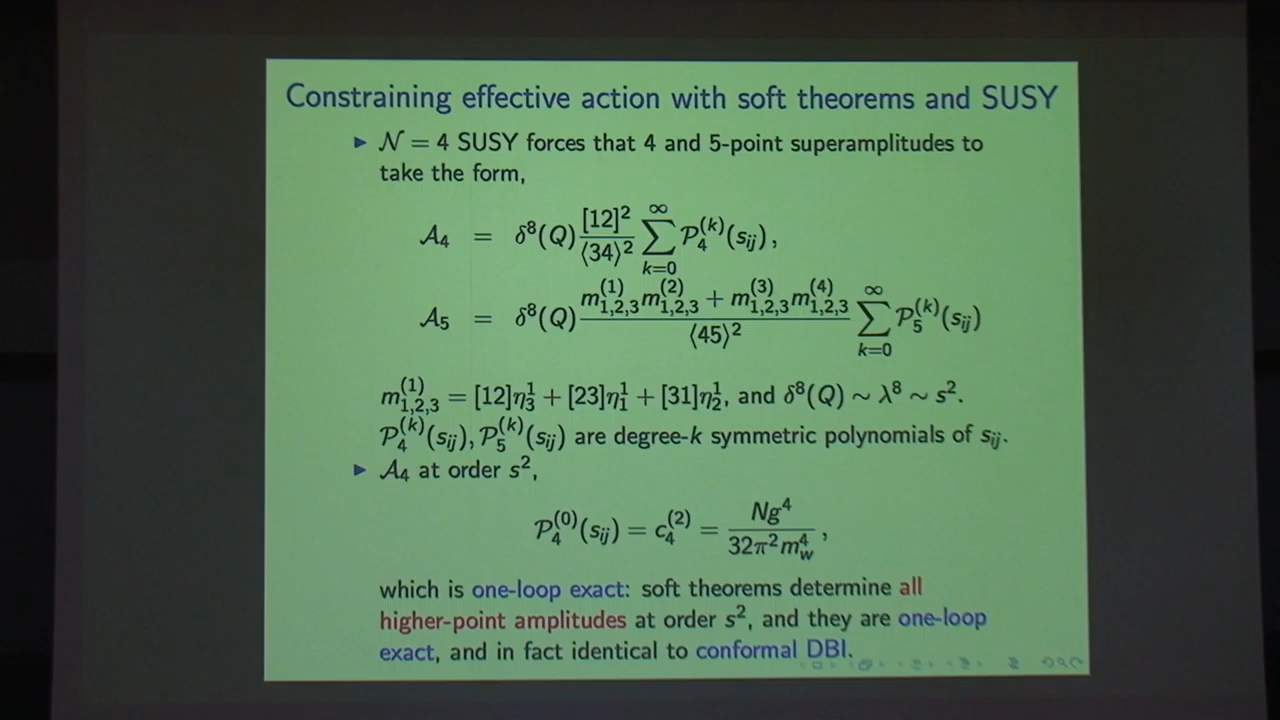 Constraining effective action with soft theorems and SUSY
▶ 𝒩 = 4 SUSY forces that 4 and 5-point superamplitudes to
take the form,
𝒜₄ = δ⁸(Q) [12]²/⟨34⟩² ∑_{k=0}^{∞} 𝒫₄^{(k)}(s_{ij}),
𝒜₅ = δ⁸(Q) (m_{1,2,3}^{(1)} m_{1,2,3}^{(2)} + m_{1,2,3}^{(3)} m_{1,2,3}^{(4)})/⟨45⟩² ∑_{k=0}^{∞} 𝒫₅^{(k)}(s_{ij})
m_{1,2,3}^{(1)} = [12]η₃¹ + [23]η₁¹ + [31]η₂¹, and δ⁸(Q) ∼ λ⁸ ∼ s².
𝒫₄^{(k)}(s_{ij}), 𝒫₅^{(k)}(s_{ij}) are degree-k symmetric polynomials of s_{ij}.
▶ 𝒜₄ at order s²,
𝒫₄^{(0)}(s_{ij}) = c₄^{(2)} = Ng⁴/(32π²m_w⁴),
which is one-loop exact: soft theorems determine all
higher-point amplitudes at order s², and they are one-loop
exact, and in fact identical to conformal DBI.